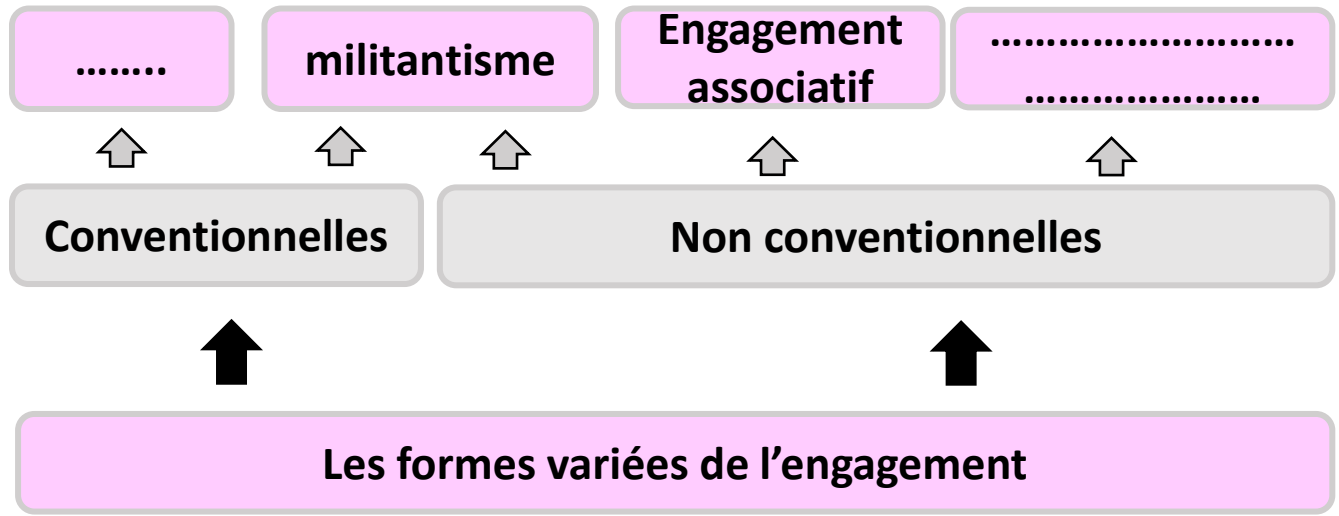 ……..
militantisme
Engagement
associatif
…………………………
…………………..
Conventionnelles
Non conventionnelles
Les formes variées de l’engagement